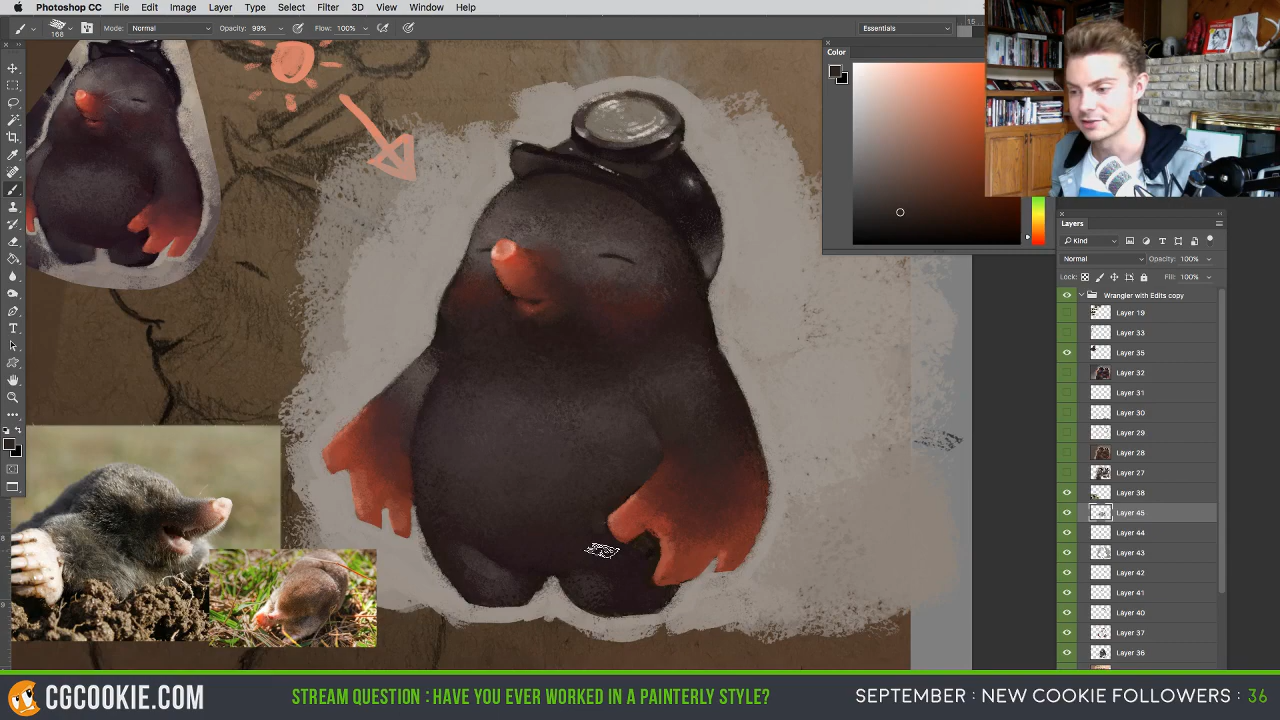 Photoshop CC File Edit Image Layer Type Select Filter 3D View Window Help
166 Mode: Normal Opacity: 99% Flow: 100% Essentials
15
Color
Layers
Kind
Normal Opacity: 100%
Lock: Fill: 100%
Wrangler with Edits copy
Layer 19
Layer 33
Layer 35
Layer 32
Layer 31
Layer 30
Layer 29
Layer 28
Layer 27
Layer 38
Layer 45
Layer 44
Layer 43
Layer 42
Layer 41
Layer 40
Layer 37
Layer 36
8
9
CGCOOKIE.COM STREAM QUESTION : HAVE YOU EVER WORKED IN A PAINTERLY STYLE? SEPTEMBER : NEW COOKIE FOLLOWERS : 36